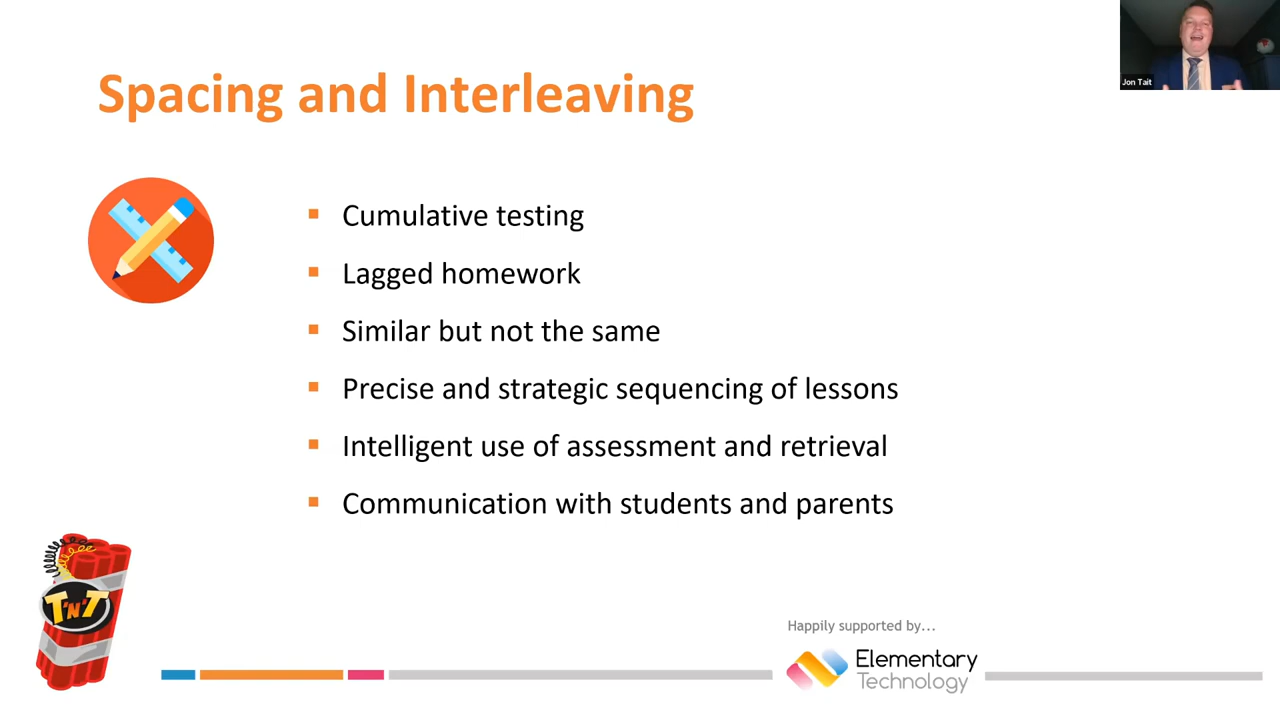 Jon Tait
Spacing and Interleaving
Cumulative testing
Lagged homework
Similar but not the same
Precise and strategic sequencing of lessons
Intelligent use of assessment and retrieval
Communication with students and parents
T'N'T
Happily supported by...
Elementary
Technology